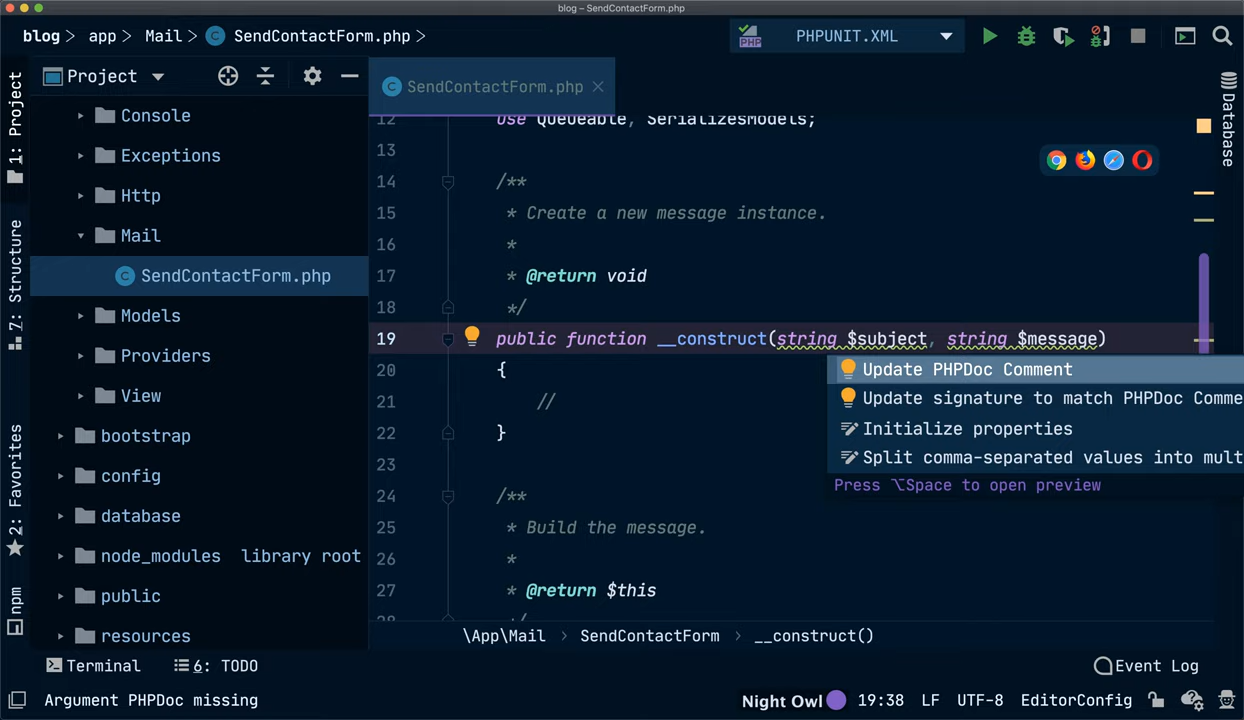 blog – SendContactForm.php
blog > app > Mail > C SendContactForm.php >
PHP PHPUNIT.XML
1: Project
7: Structure
2: Favorites
npm
Project
Console
Exceptions
Http
Mail
C SendContactForm.php
Models
Providers
View
bootstrap
config
database
node_modules library root
public
resources
C SendContactForm.php
12 use Queueable, SerializesModels;
13
14 /**
15 * Create a new message instance.
16 *
17 * @return void
18 */
19 public function __construct(string $subject, string $message)
20 {
21 //
22 }
23
24 /**
25 * Build the message.
26 *
27 * @return $this
28 */
Update PHPDoc Comment
Update signature to match PHPDoc Comme
Initialize properties
Split comma-separated values into mult
Press ⌥Space to open preview
Database
\App\Mail > SendContactForm > __construct()
Terminal 6: TODO Event Log
Argument PHPDoc missing Night Owl 19:38 LF UTF-8 EditorConfig